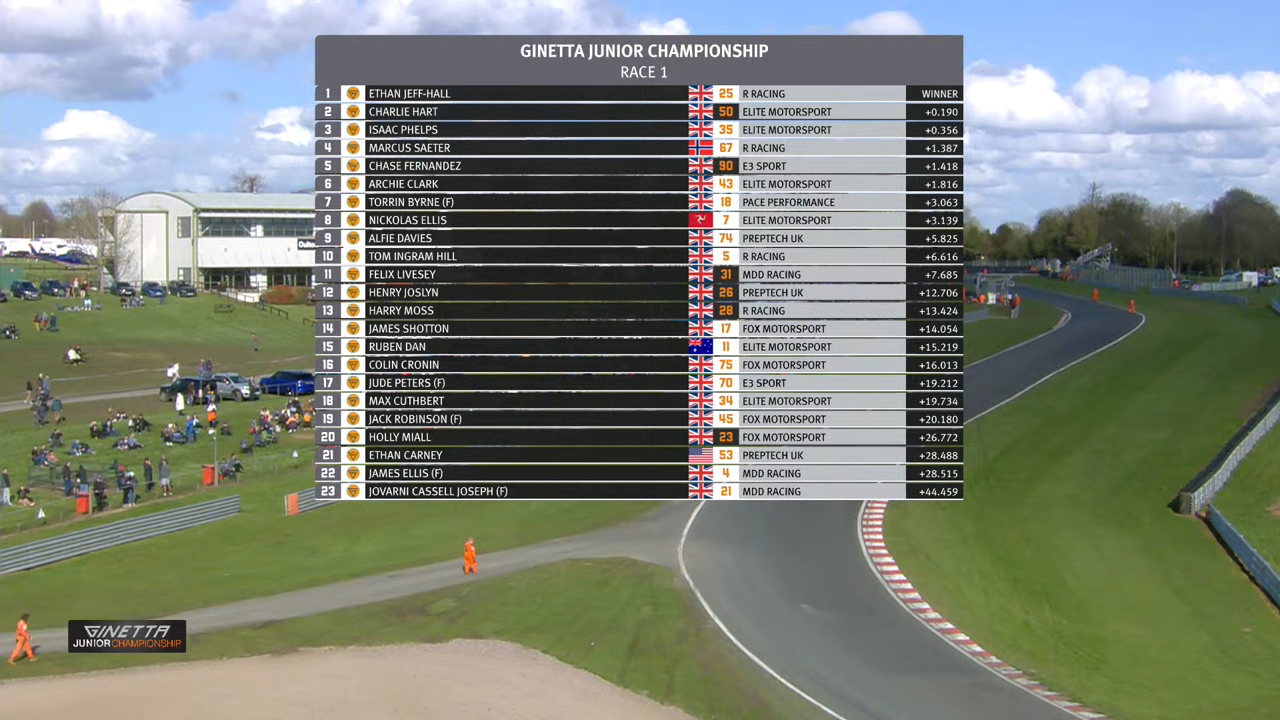 GINETTA JUNIOR CHAMPIONSHIP
RACE 1
1 ETHAN JEFF-HALL 25 R RACING WINNER
2 CHARLIE HART 50 ELITE MOTORSPORT +0.190
3 ISAAC PHELPS 35 ELITE MOTORSPORT +0.356
4 MARCUS SAETER 67 R RACING +1.387
5 CHASE FERNANDEZ 90 E3 SPORT +1.418
6 ARCHIE CLARK 43 ELITE MOTORSPORT +1.816
7 TORRIN BYRNE (F) 18 PACE PERFORMANCE +3.063
8 NICKOLAS ELLIS 7 ELITE MOTORSPORT +3.139
9 ALFIE DAVIES 74 PREPTECH UK +5.825
10 TOM INGRAM HILL 5 R RACING +6.616
11 FELIX LIVESEY 31 MDD RACING +7.685
12 HENRY JOSLYN 26 PREPTECH UK +12.706
13 HARRY MOSS 28 R RACING +13.424
14 JAMES SHOTTON 17 FOX MOTORSPORT +14.054
15 RUBEN DAN 11 ELITE MOTORSPORT +15.219
16 COLIN CRONIN 75 FOX MOTORSPORT +16.013
17 JUDE PETERS (F) 70 E3 SPORT +19.212
18 MAX CUTHBERT 34 ELITE MOTORSPORT +19.734
19 JACK ROBINSON (F) 45 FOX MOTORSPORT +20.180
20 HOLLY MIALL 23 FOX MOTORSPORT +26.772
21 ETHAN CARNEY 53 PREPTECH UK +28.488
22 JAMES ELLIS (F) 4 MDD RACING +28.515
23 JOVARNI CASSELL JOSEPH (F) 21 MDD RACING +44.459
GINETTA
JUNIOR CHAMPIONSHIP